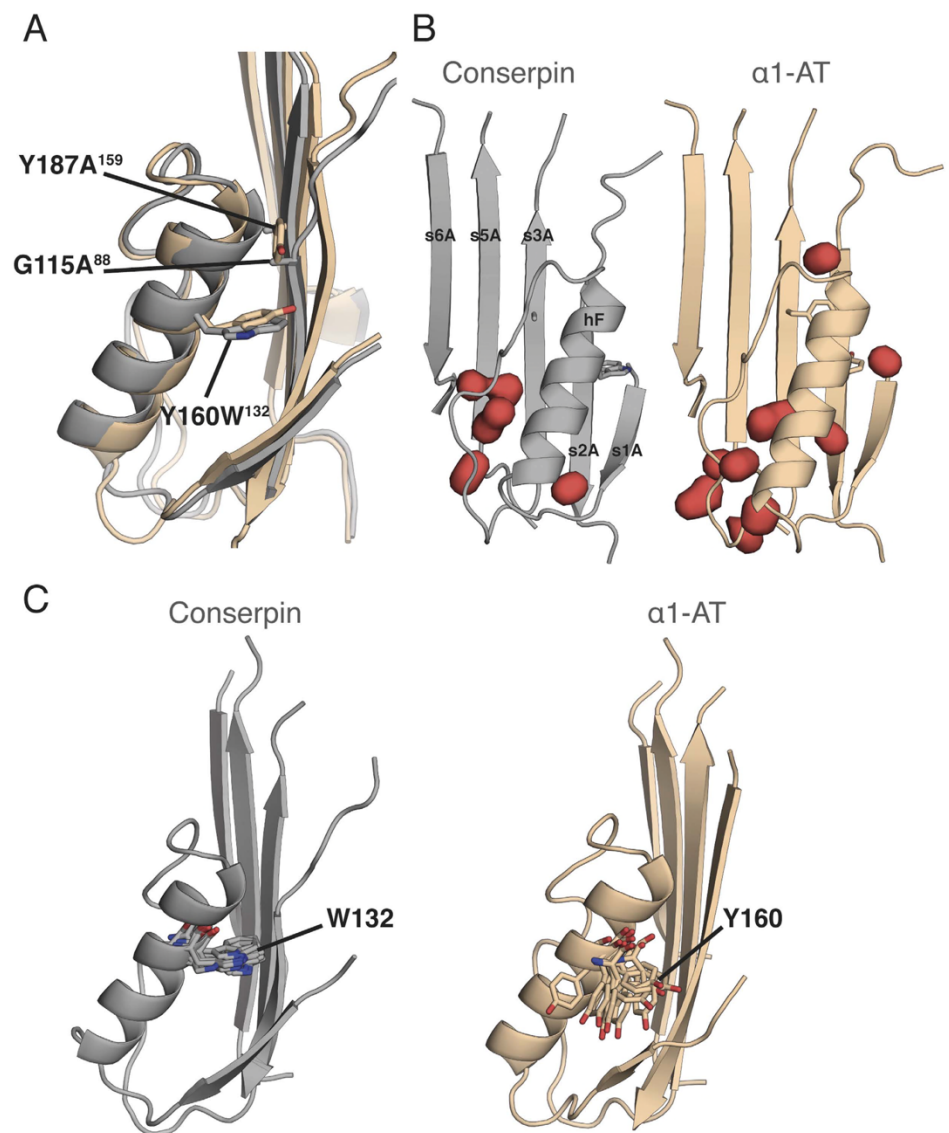 A
Y187A¹⁵⁹
G115A⁸⁸
Y160W¹³²
B
Conserpin
α1-AT
s6A
s5A
s3A
hF
s2A
s1A
C
Conserpin
α1-AT
W132
Y160